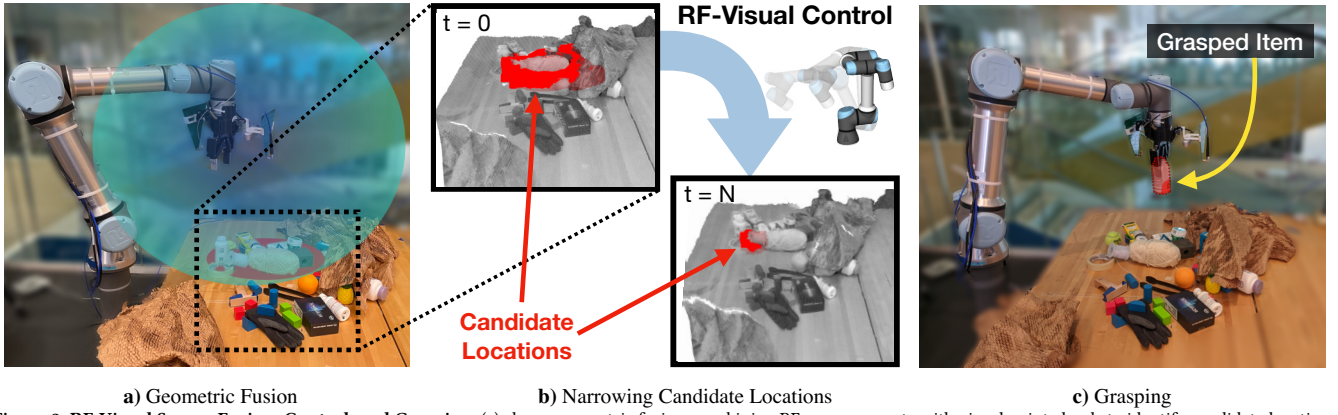 t = 0
RF-Visual Control
Grasped Item
t = N
Candidate
Locations
a) Geometric Fusion
b) Narrowing Candidate Locations
c) Grasping